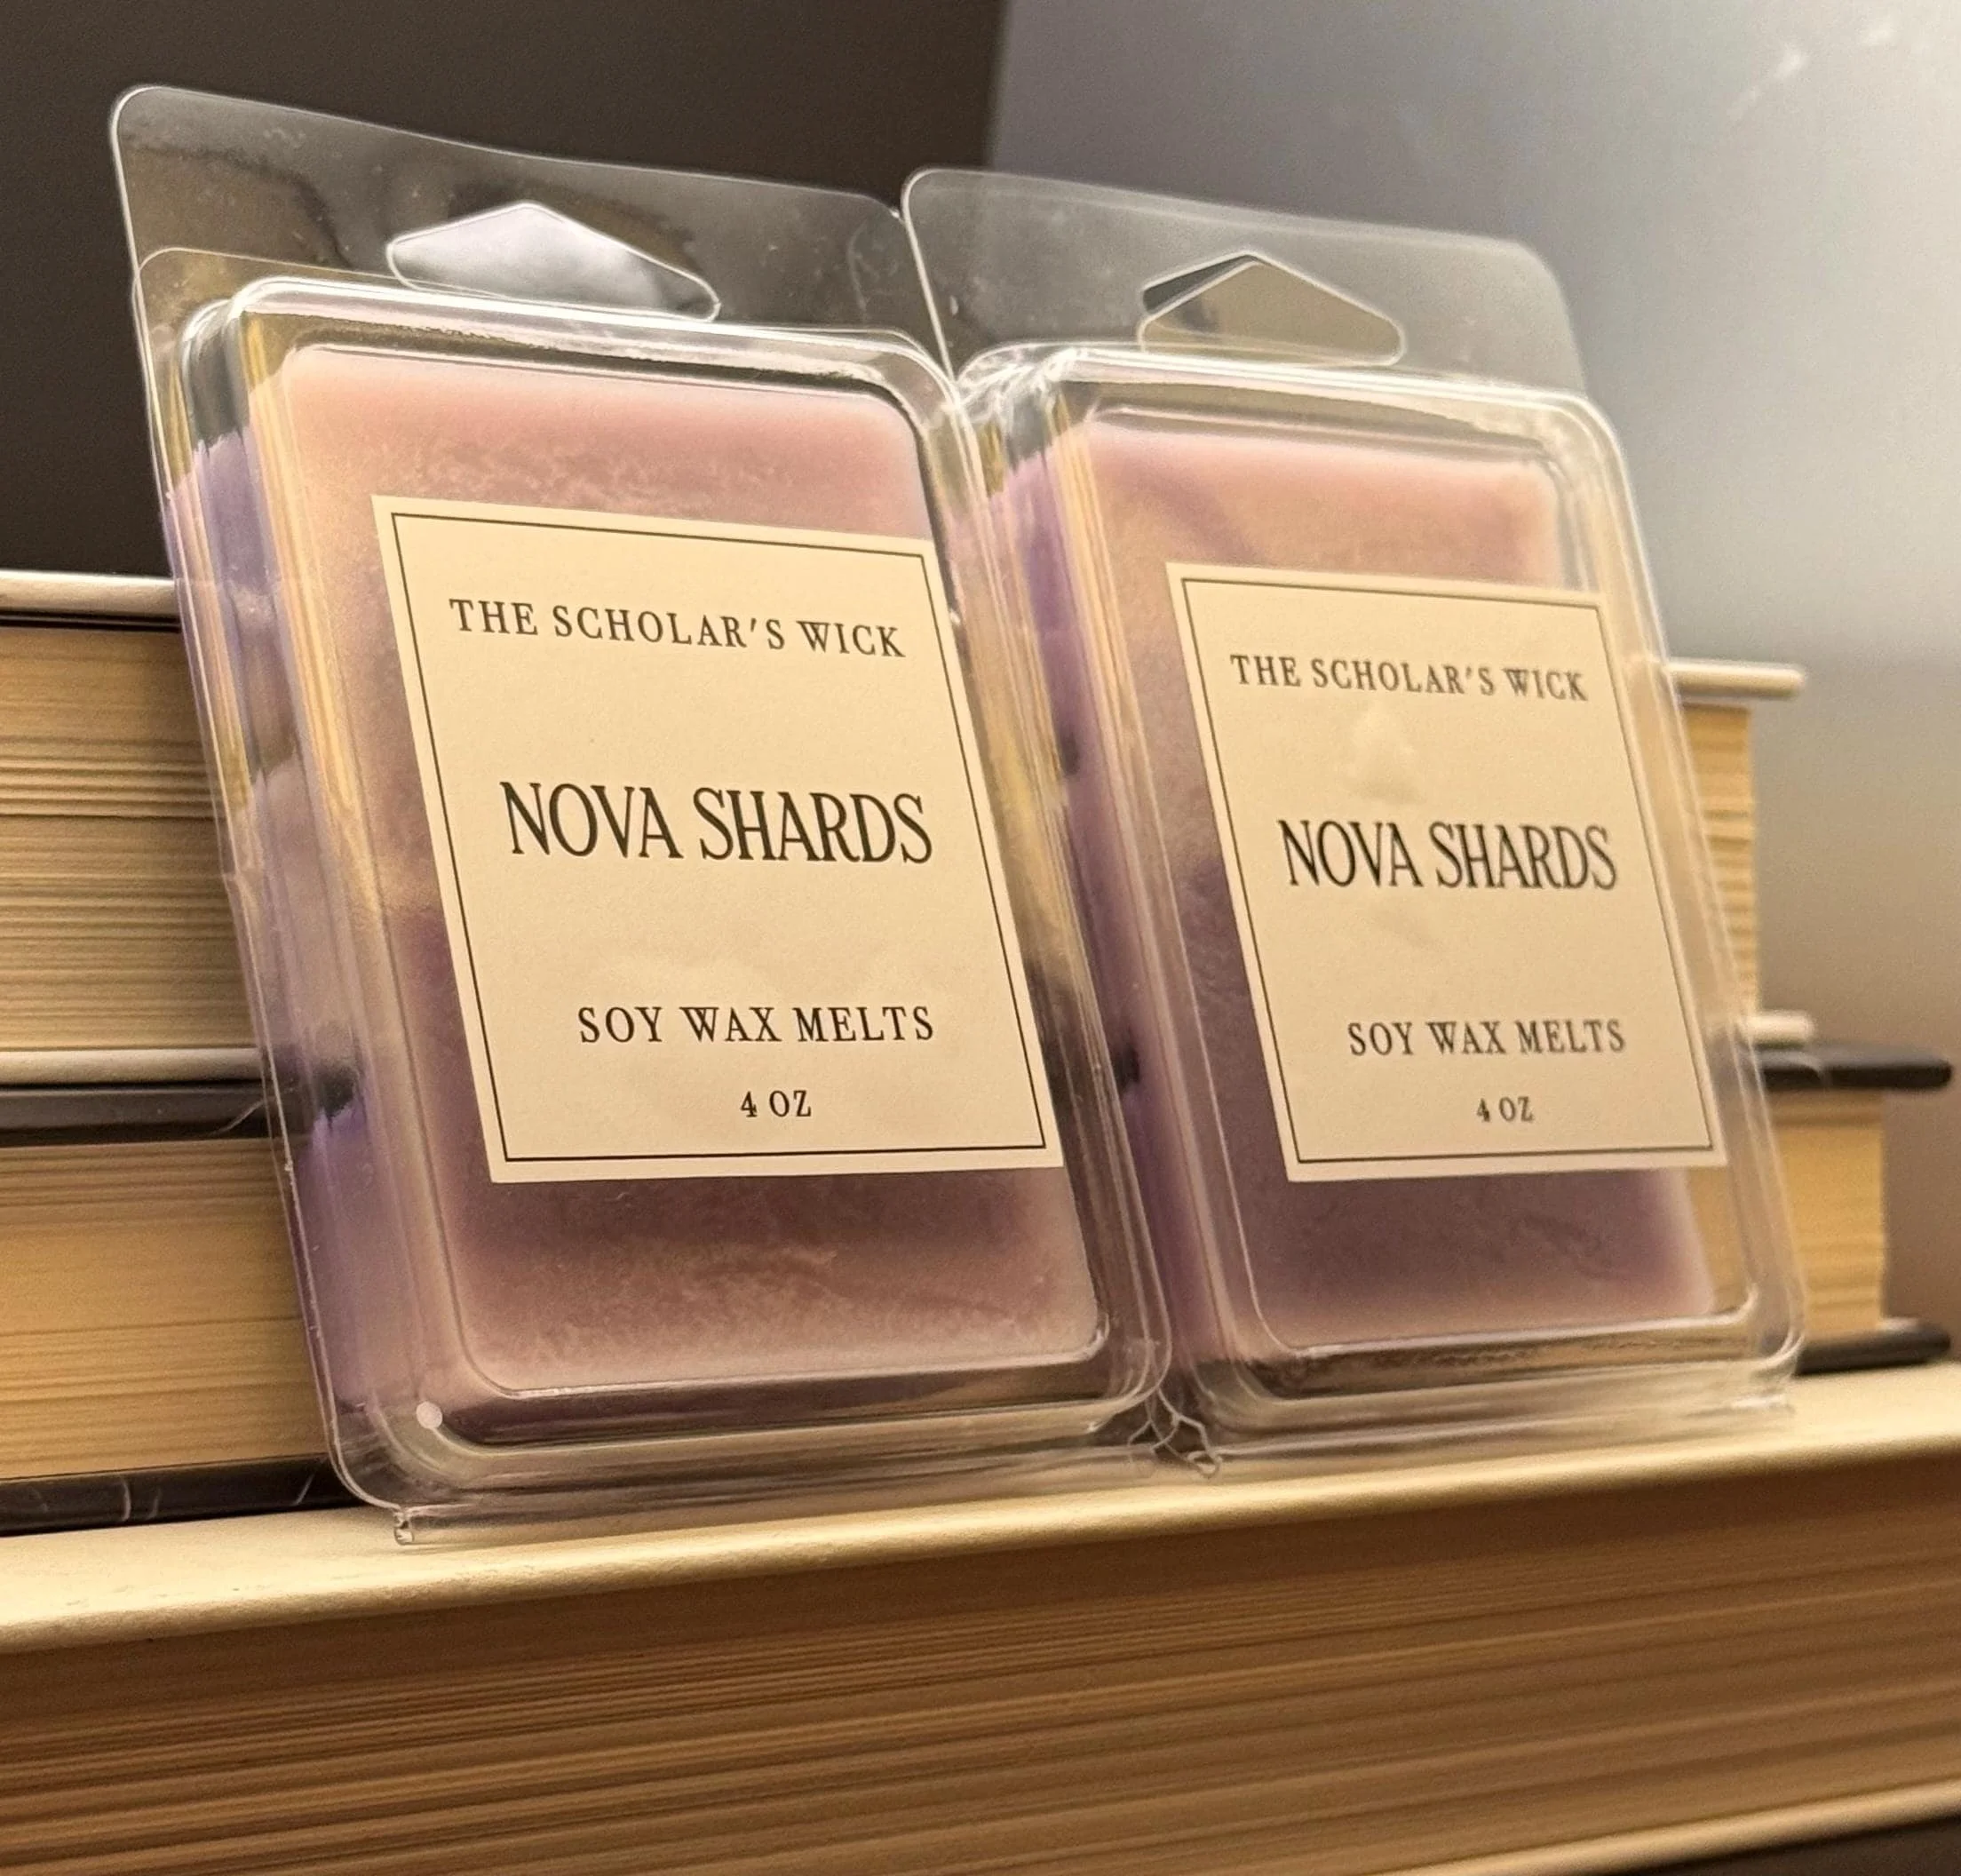 THE SCHOLAR'S WICK
NOVA SHARDS
SOY WAX MELTS
4 OZ
THE SCHOLAR'S WICK
NOVA SHARDS
SOY WAX MELTS
4 OZ